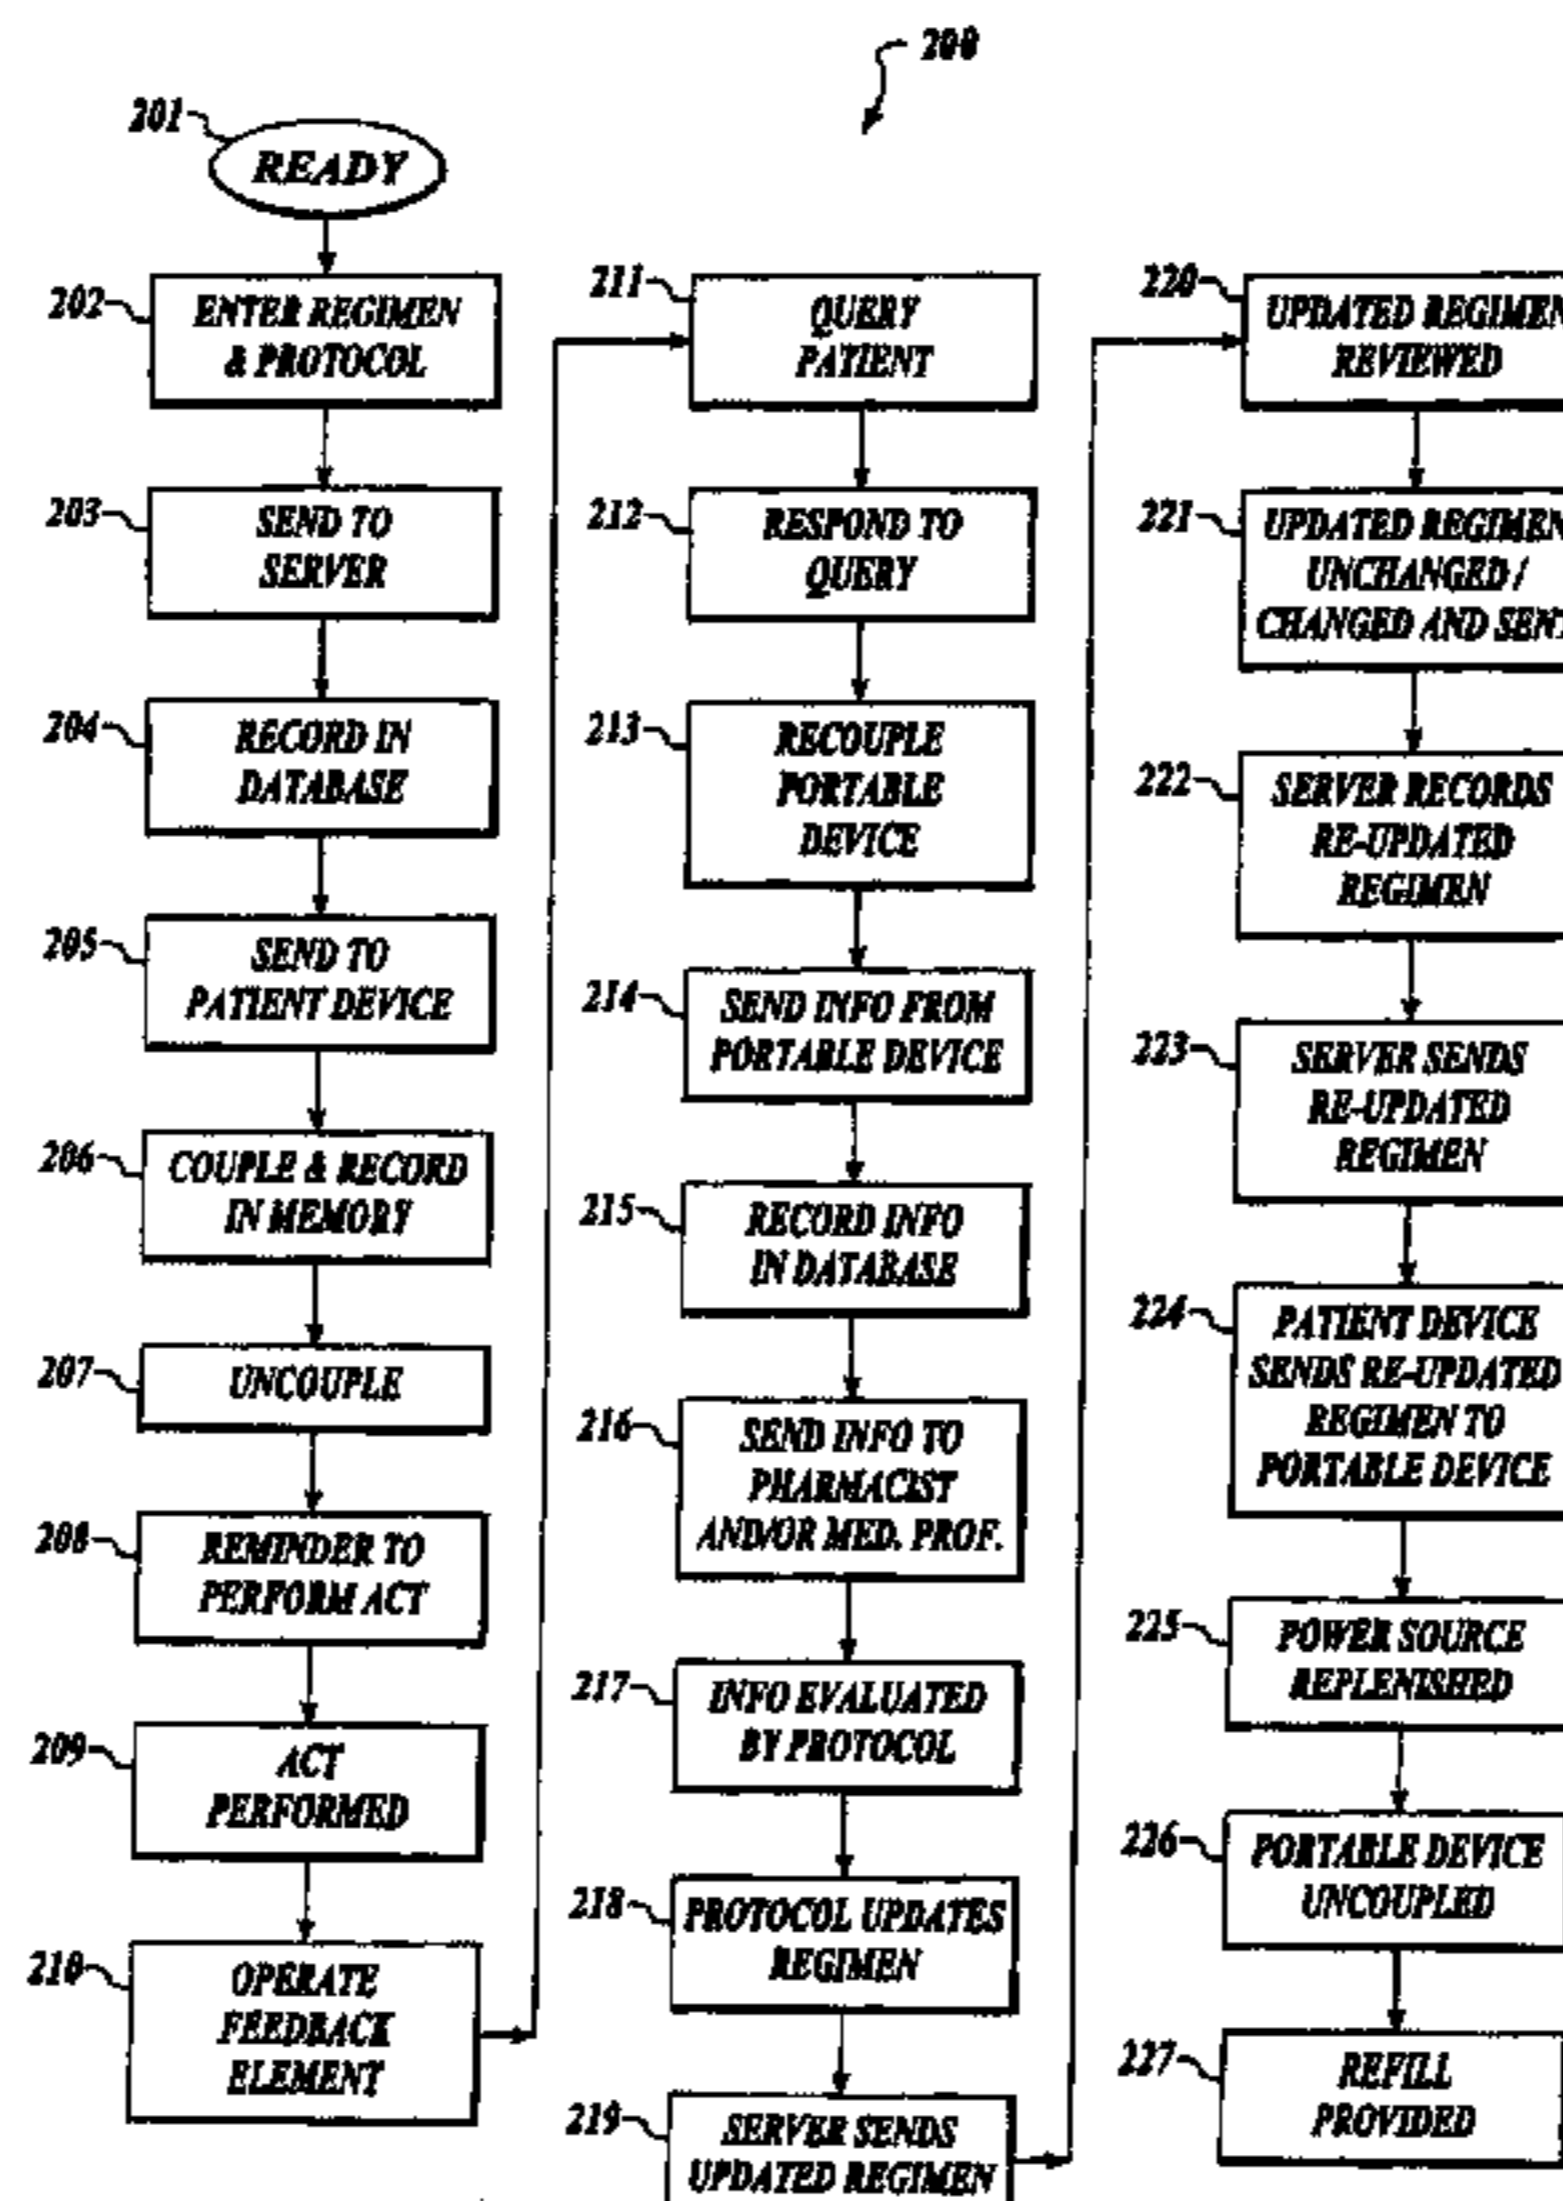 200
201
READY
202
ENTER REGIMEN
& PROTOCOL
203
SEND TO
SERVER
204
RECORD IN
DATABASE
205
SEND TO
PATIENT DEVICE
206
COUPLE & RECORD
IN MEMORY
207
UNCOUPLE
208
REMINDER TO
PERFORM ACT
209
ACT
PERFORMED
210
OPERATE
FEEDBACK
ELEMENT
211
QUERY
PATIENT
212
RESPOND TO
QUERY
213
RECOUPLE
PORTABLE
DEVICE
214
SEND INFO FROM
PORTABLE DEVICE
215
RECORD INFO
IN DATABASE
216
SEND INFO TO
PHARMACIST
AND/OR MED. PROF.
217
INFO EVALUATED
BY PROTOCOL
218
PROTOCOL UPDATES
REGIMEN
219
SERVER SENDS
UPDATED REGIMEN
220
UPDATED REGIMEN
REVIEWED
221
UPDATED REGIMEN
UNCHANGED /
CHANGED AND SENT
222
SERVER RECORDS
RE-UPDATED
REGIMEN
223
SERVER SENDS
RE-UPDATED
REGIMEN
224
PATIENT DEVICE
SENDS RE-UPDATED
REGIMEN TO
PORTABLE DEVICE
225
POWER SOURCE
REPLENISHED
226
PORTABLE DEVICE
UNCOUPLED
227
REFILL
PROVIDED